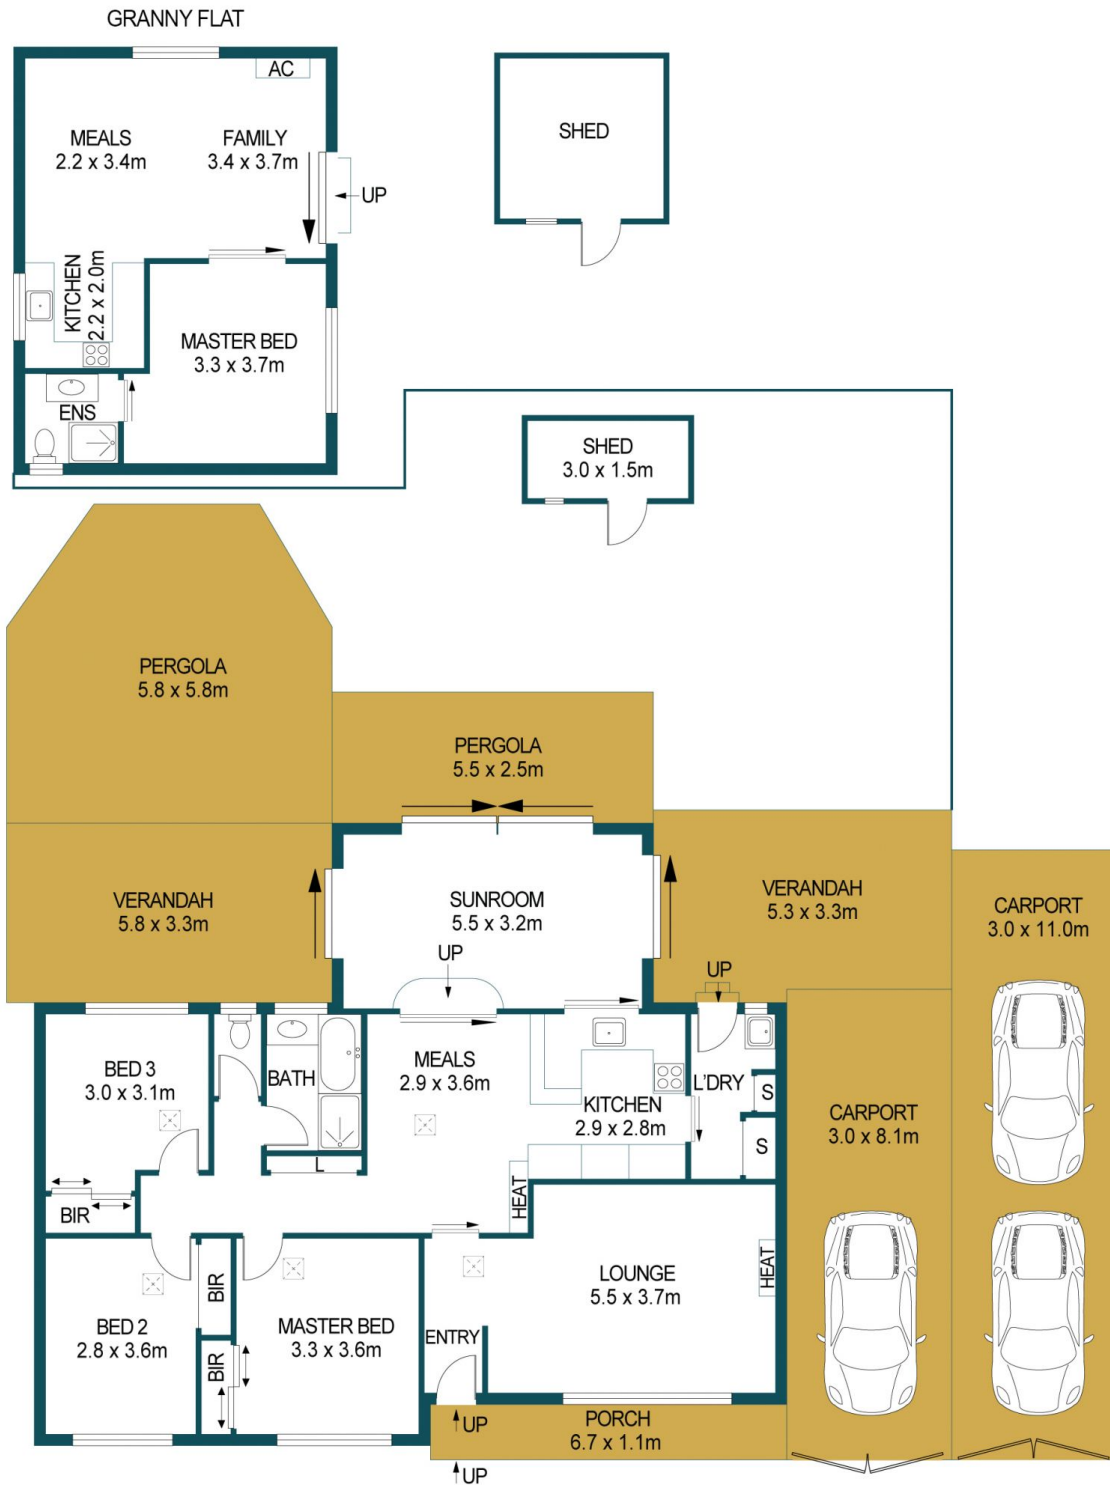 GRANNY FLAT
AC
MEALS
2.2 x 3.4m
FAMILY
3.4 x 3.7m
UP
KITCHEN
2.2 x 2.0m
MASTER BED
3.3 x 3.7m
ENS
SHED
SHED
3.0 x 1.5m
PERGOLA
5.8 x 5.8m
PERGOLA
5.5 x 2.5m
VERANDAH
5.8 x 3.3m
SUNROOM
5.5 x 3.2m
UP
VERANDAH
5.3 x 3.3m
UP
CARPORT
3.0 x 11.0m
BED 3
3.0 x 3.1m
BATH
MEALS
2.9 x 3.6m
KITCHEN
2.9 x 2.8m
L'DRY
S
S
CARPORT
3.0 x 8.1m
L
HEAT
BIR
BED 2
2.8 x 3.6m
BIR
BIR
MASTER BED
3.3 x 3.6m
ENTRY
LOUNGE
5.5 x 3.7m
HEAT
PORCH
6.7 x 1.1m
UP
UP